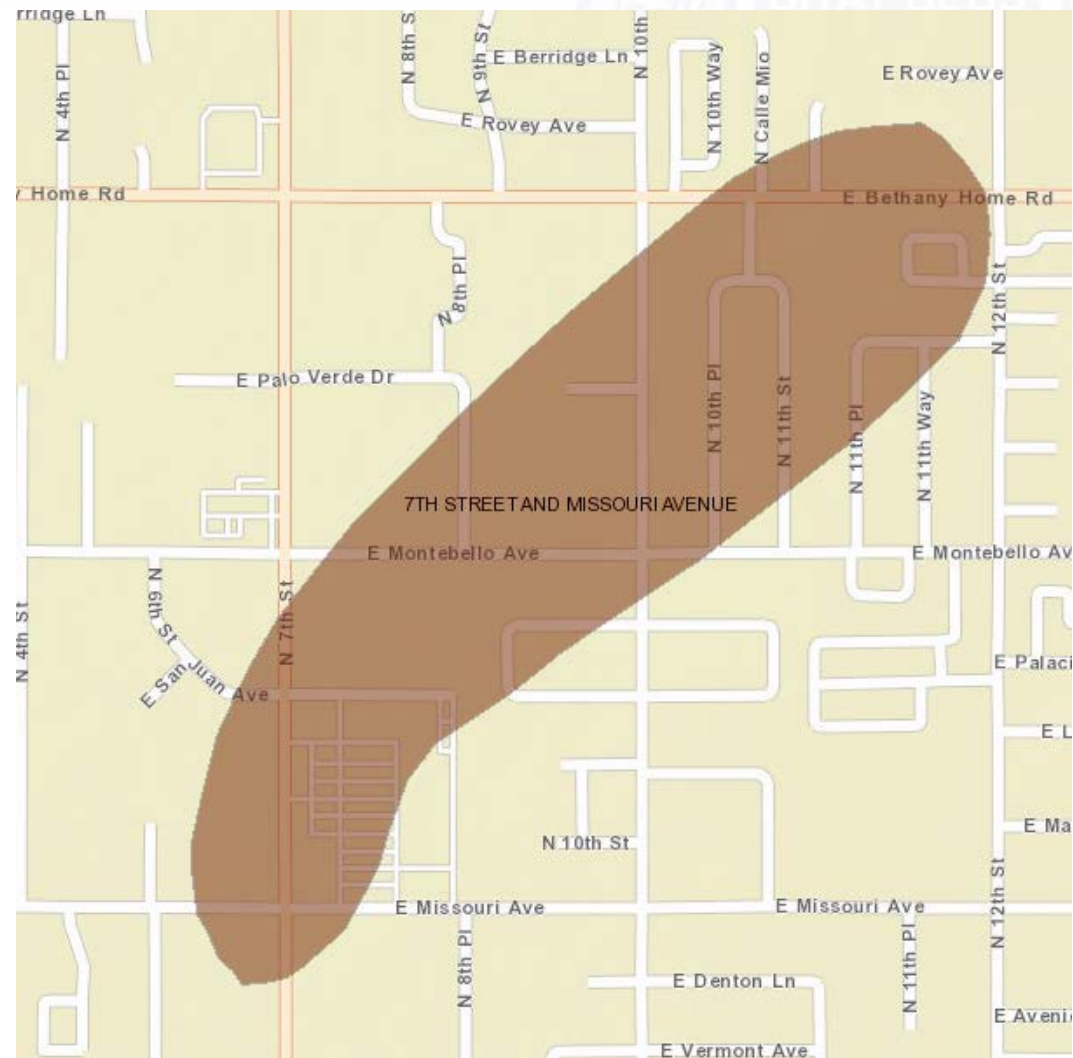 rridge Ln
N 4th Pl
N 8th S
N 9th St
E Berridge Ln
N 10th
N 10th Way
N Calle Mio
E Rovey Ave
E Rovey Ave
y Home Rd
E Bethany Home Rd
N 8th Pl
N 12th St
E Palo Verde Dr
N 10th Pl
N 11th St
N 11th Pl
N 11th Way
7TH STREET AND MISSOURI AVENUE
E Montebello Ave
E Montebello Av
N 6th St
N 4th St
N 7th St
E San Juan Ave
E Palaci
E L
E Ma
N 10th St
E Missouri Ave
E Missouri Ave
N 12th St
N 8th Pl
N 11th Pl
E Denton Ln
E Aveni
E Vermont Ave